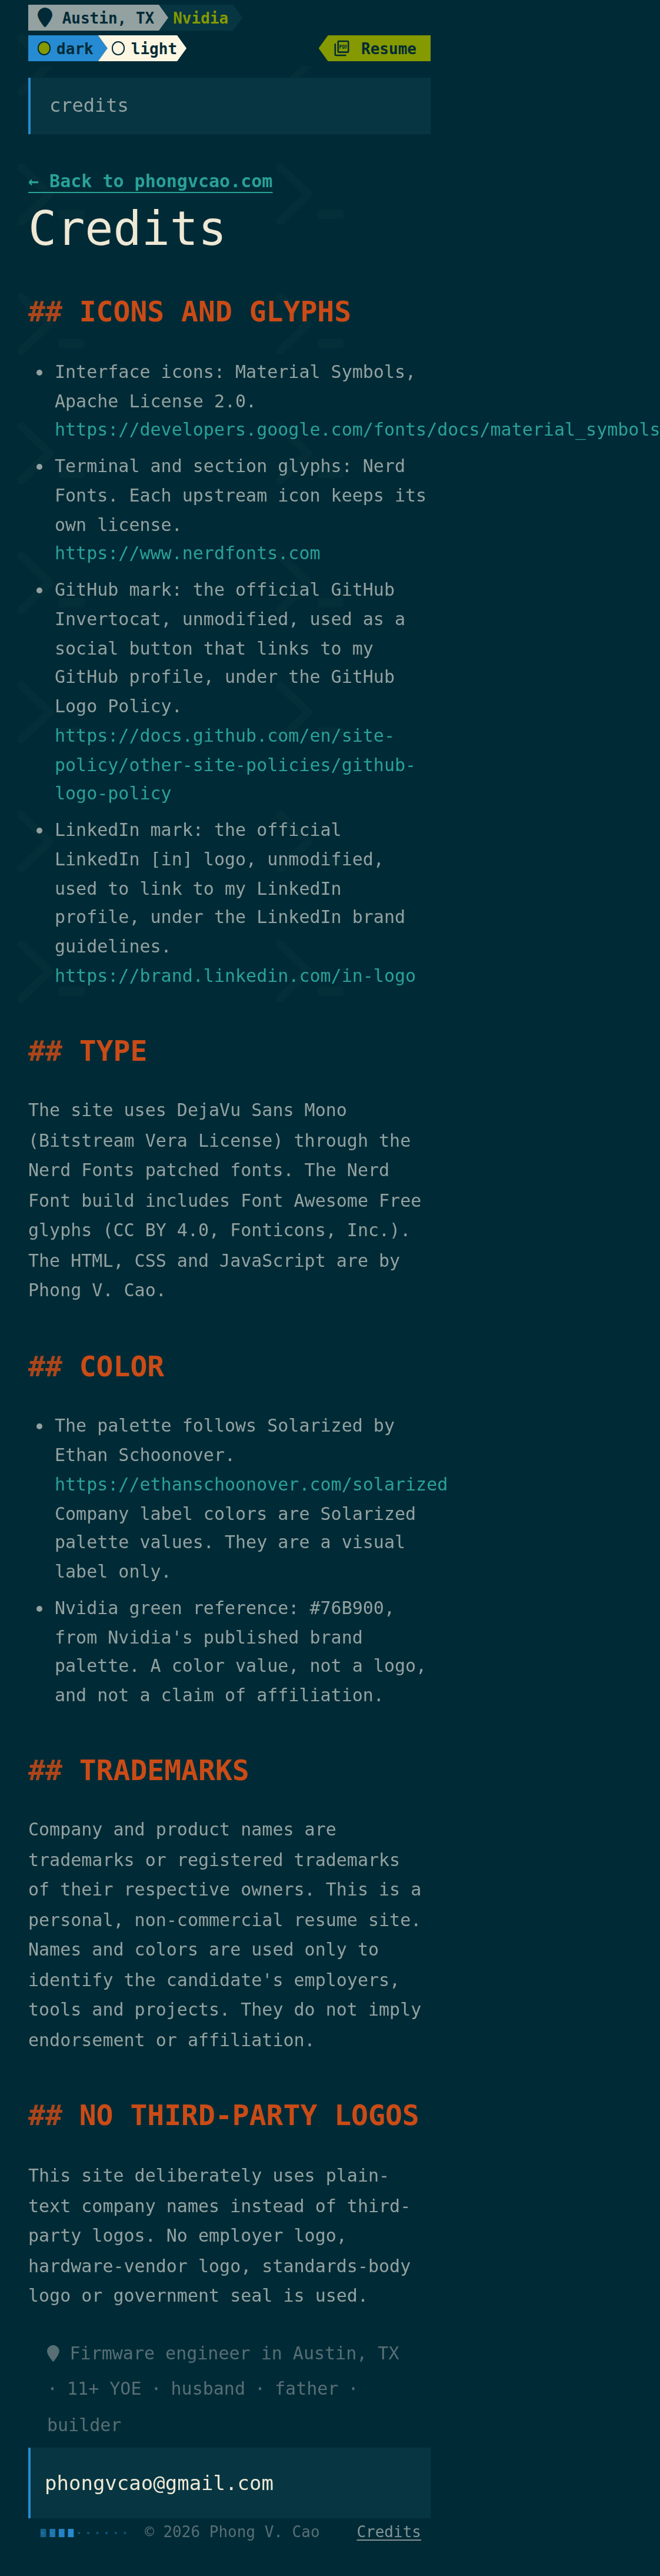 Austin, TX Nvidia
dark light Resume
credits
← Back to phongvcao.com
Credits
## ICONS AND GLYPHS
• Interface icons: Material Symbols,
Apache License 2.0.
https://developers.google.com/fonts/docs/material_symbols
• Terminal and section glyphs: Nerd
Fonts. Each upstream icon keeps its
own license.
https://www.nerdfonts.com
• GitHub mark: the official GitHub
Invertocat, unmodified, used as a
social button that links to my
GitHub profile, under the GitHub
Logo Policy.
https://docs.github.com/en/site-
policy/other-site-policies/github-
logo-policy
• LinkedIn mark: the official
LinkedIn [in] logo, unmodified,
used to link to my LinkedIn
profile, under the LinkedIn brand
guidelines.
https://brand.linkedin.com/in-logo
## TYPE
The site uses DejaVu Sans Mono
(Bitstream Vera License) through the
Nerd Fonts patched fonts. The Nerd
Font build includes Font Awesome Free
glyphs (CC BY 4.0, Fonticons, Inc.).
The HTML, CSS and JavaScript are by
Phong V. Cao.
## COLOR
• The palette follows Solarized by
Ethan Schoonover.
https://ethanschoonover.com/solarized
Company label colors are Solarized
palette values. They are a visual
label only.
• Nvidia green reference: #76B900,
from Nvidia's published brand
palette. A color value, not a logo,
and not a claim of affiliation.
## TRADEMARKS
Company and product names are
trademarks or registered trademarks
of their respective owners. This is a
personal, non-commercial resume site.
Names and colors are used only to
identify the candidate's employers,
tools and projects. They do not imply
endorsement or affiliation.
## NO THIRD-PARTY LOGOS
This site deliberately uses plain-
text company names instead of third-
party logos. No employer logo,
hardware-vendor logo, standards-body
logo or government seal is used.
Firmware engineer in Austin, TX
· 11+ YOE · husband · father ·
builder
phongvcao@gmail.com
© 2026 Phong V. Cao Credits